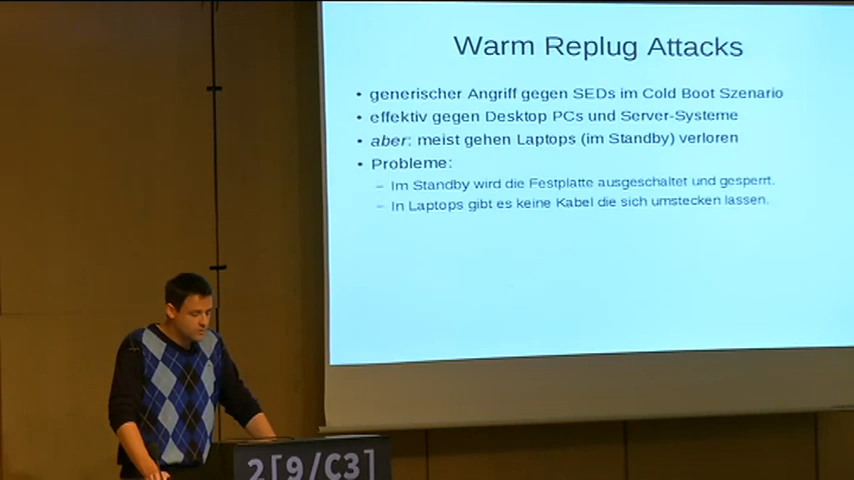 Warm Replug Attacks
• generischer Angriff gegen SEDs im Cold Boot Szenario
• effektiv gegen Desktop PCs und Server-Systeme
• aber: meist gehen Laptops (im Standby) verloren
• Probleme:
– Im Standby wird die Festplatte ausgeschaltet und gesperrt.
– In Laptops gibt es keine Kabel die sich umstecken lassen.
2[9/C3]